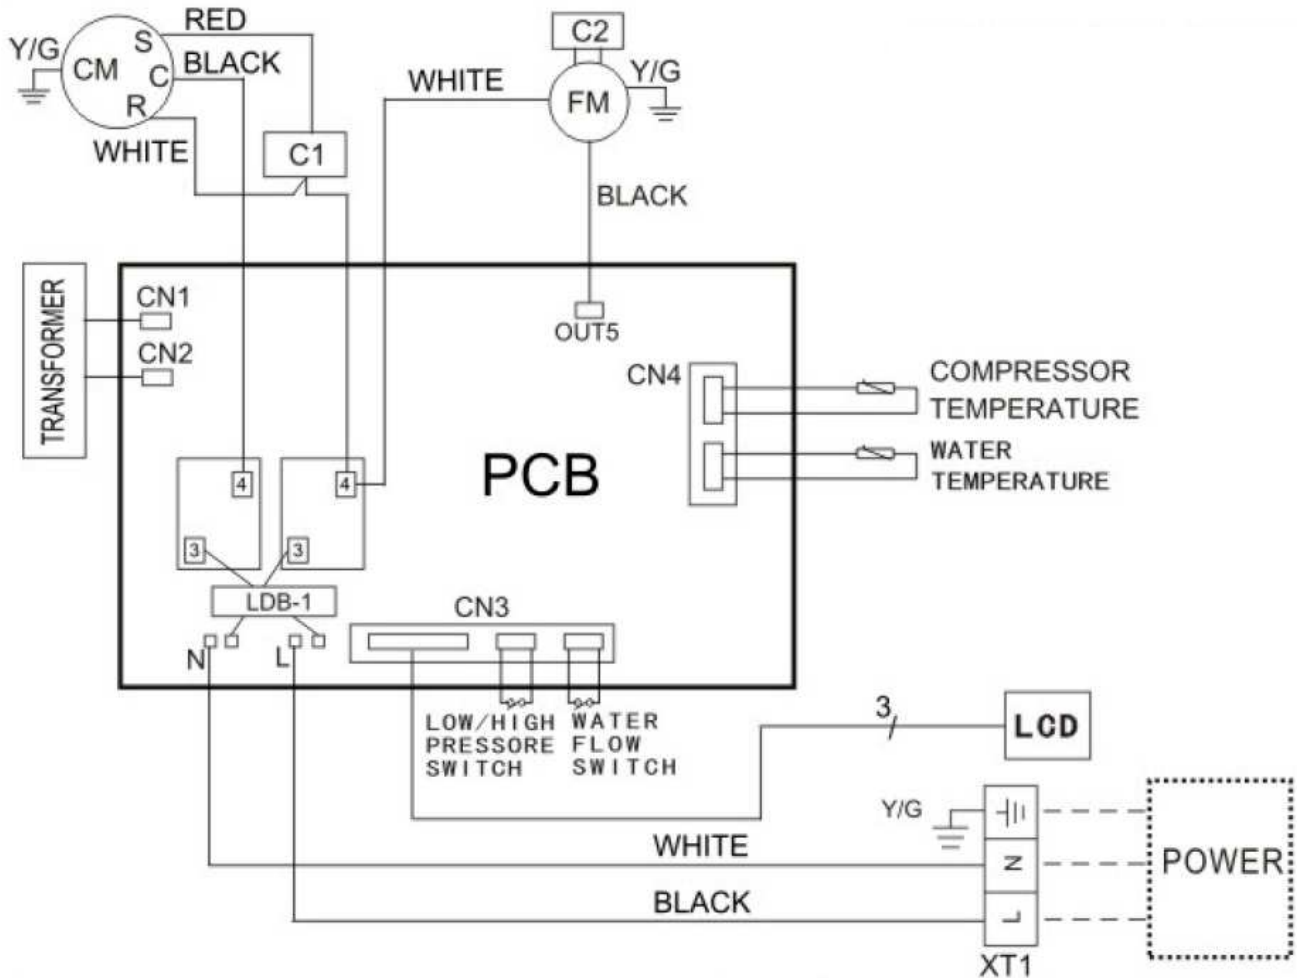 RED
C2
Y/G
S
BLACK
CM
C
WHITE
Y/G
R
FM
WHITE
C1
BLACK
TRANSFORMER
CN1
OUT5
CN2
CN4
COMPRESSOR
TEMPERATURE
WATER
TEMPERATURE
PCB
4
4
3
3
LDB-1
CN3
N
L
LOW/HIGH
PRESSORE
SWITCH
WATER
FLOW
SWITCH
3
LCD
Y/G
WHITE
N
POWER
BLACK
L
XT1